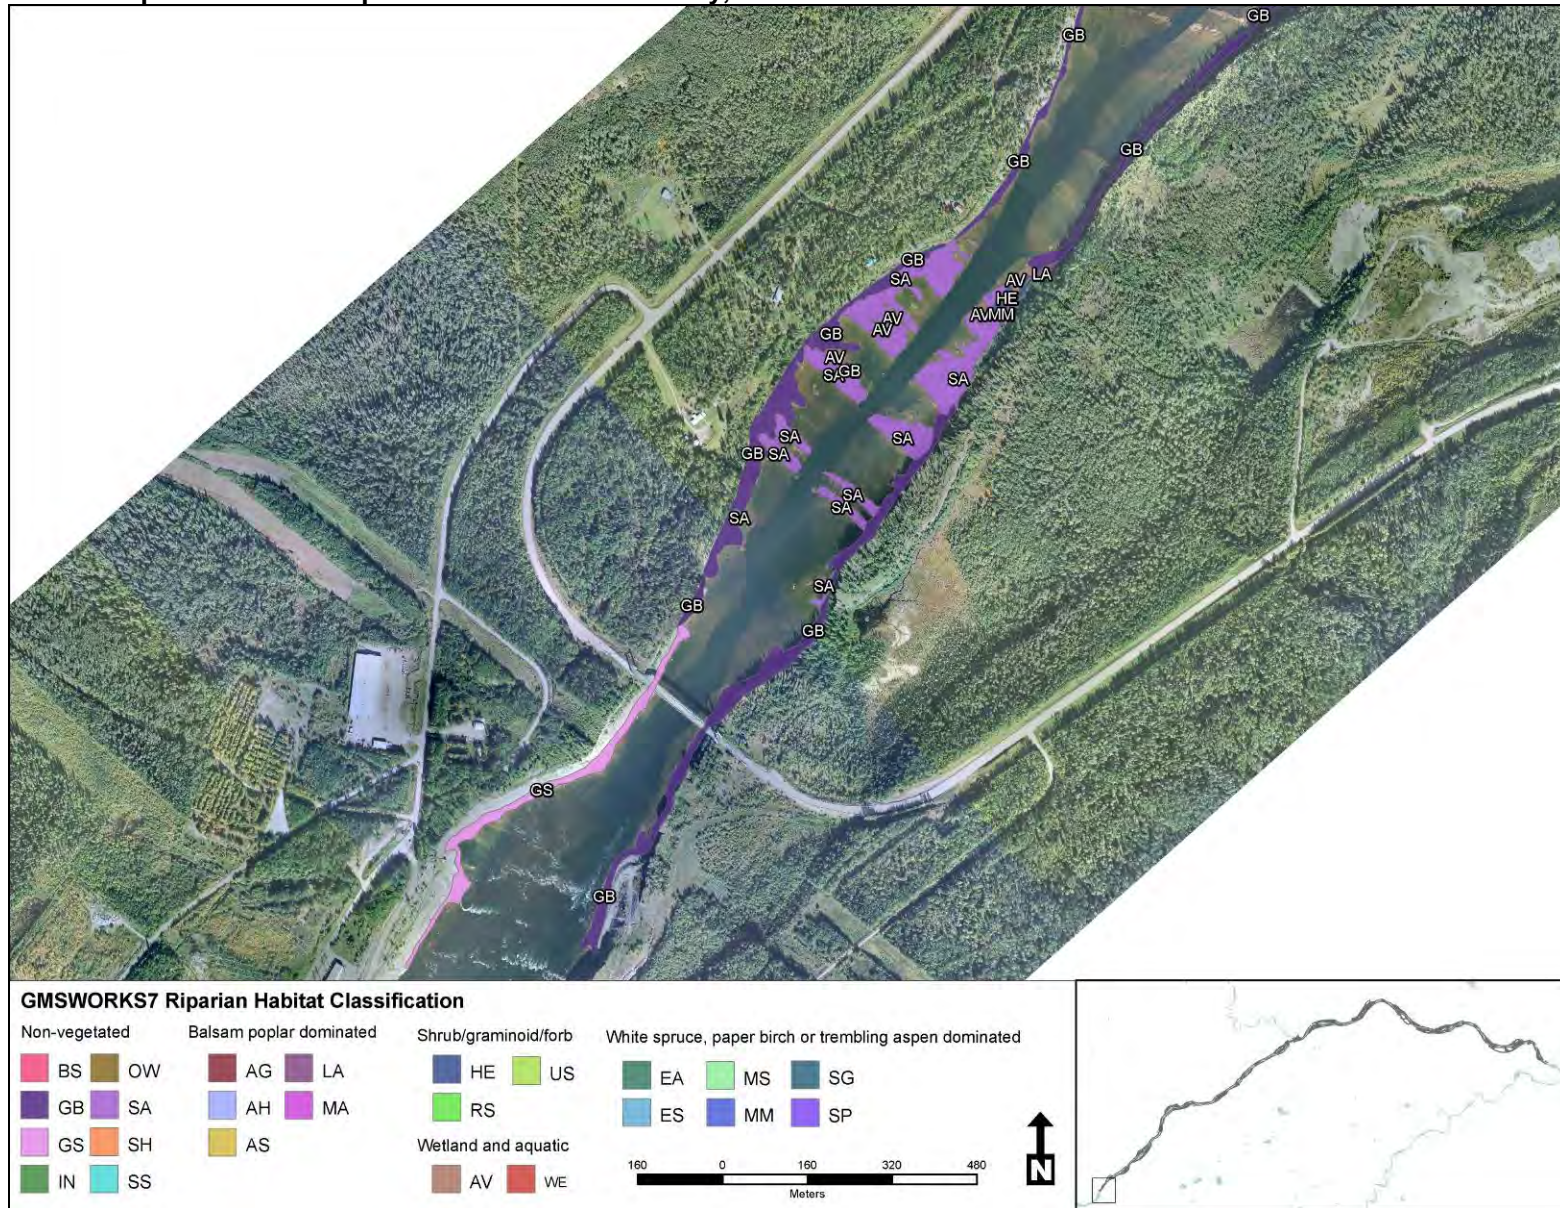 GB
GB
GB
GB
GB
SA
LA
AV
HE
AV
AV
AVMM
GB
AV
SA
GB
SA
SA
SA
GB
SA
SA
SA
SA
SA
GB
GB
GS
GB
GMSWORKS7 Riparian Habitat Classification
Non-vegetated
BS OW
GB SA
GS SH
IN SS
Balsam poplar dominated
AG LA
AH MA
AS
Shrub/graminoid/forb
HE US
RS
Wetland and aquatic
AV WE
White spruce, paper birch or trembling aspen dominated
EA MS SG
ES MM SP
160 0 160 320 480
Meters
N